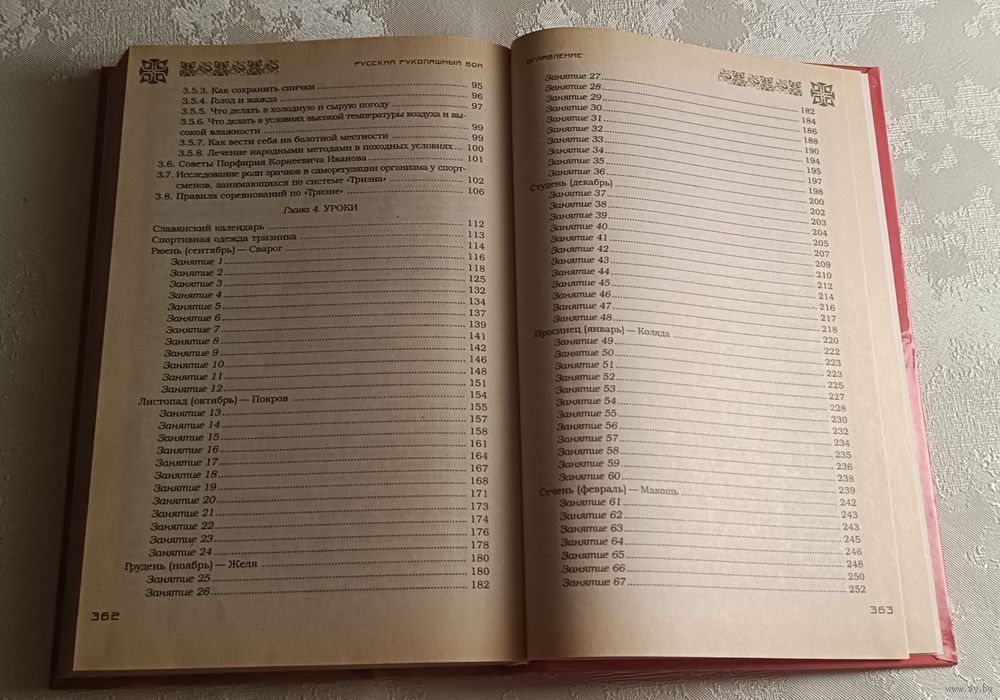 РУССКИЙ РУКОПАШНЫЙ БОЙ
3.5.3. Как сохранить спички 95
3.5.4. Голод и жажда 96
3.5.5. Что делать в холодную и сырую погоду 97
3.5.6. Что делать в условиях высокой температуры воздуха и вы-
сокой влажности 99
3.5.7. Как вести себя на болотной местности 99
3.5.8. Лечение народными методами в походных условиях 100
3.6. Советы Порфирия Корнеевича Иванова 101
3.7. Исследование роли зрачков в саморегуляции организма у спорт-
сменов, занимающихся по системе «Тризна» 102
3.8. Правила соревнований по «Тризне» 106
Глава 4. УРОКИ
Славянский календарь 112
Спортивная одежда тризника 113
Рюень (сентябрь) — Сварог 114
Занятие 1 116
Занятие 2 118
Занятие 3 125
Занятие 4 132
Занятие 5 134
Занятие 6 137
Занятие 7 139
Занятие 8 141
Занятие 9 142
Занятие 10 146
Занятие 11 148
Занятие 12 151
Листопад (октябрь) — Покров 154
Занятие 13 155
Занятие 14 157
Занятие 15 158
Занятие 16 161
Занятие 17 164
Занятие 18 167
Занятие 19 168
Занятие 20 171
Занятие 21 173
Занятие 22 174
Занятие 23 176
Занятие 24 178
Грудень (ноябрь) — Желя 180
Занятие 25 180
Занятие 26 182
362
ОГЛАВЛЕНИЕ
Занятие 27 182
Занятие 28 184
Занятие 29 186
Занятие 30 188
Занятие 31 190
Занятие 32 194
Занятие 33 195
Занятие 34 197
Занятие 35 198
Занятие 36 200
Студень (декабрь) 202
Занятие 37 203
Занятие 38 204
Занятие 39 205
Занятие 40 207
Занятие 41 209
Занятие 42 210
Занятие 43 212
Занятие 44 214
Занятие 45 216
Занятие 46 217
Занятие 47 218
Занятие 48 220
Просинец (январь) — Коляда 222
Занятие 49 223
Занятие 50 223
Занятие 51 225
Занятие 52 227
Занятие 53 228
Занятие 54 230
Занятие 55 232
Занятие 56 234
Занятие 57 235
Занятие 58 236
Занятие 59 238
Занятие 60 239
Сечень (февраль) — Макошь 242
Занятие 61 243
Занятие 62 243
Занятие 63 245
Занятие 64 246
Занятие 65 248
Занятие 66 250
Занятие 67 252
363
www.ay.by